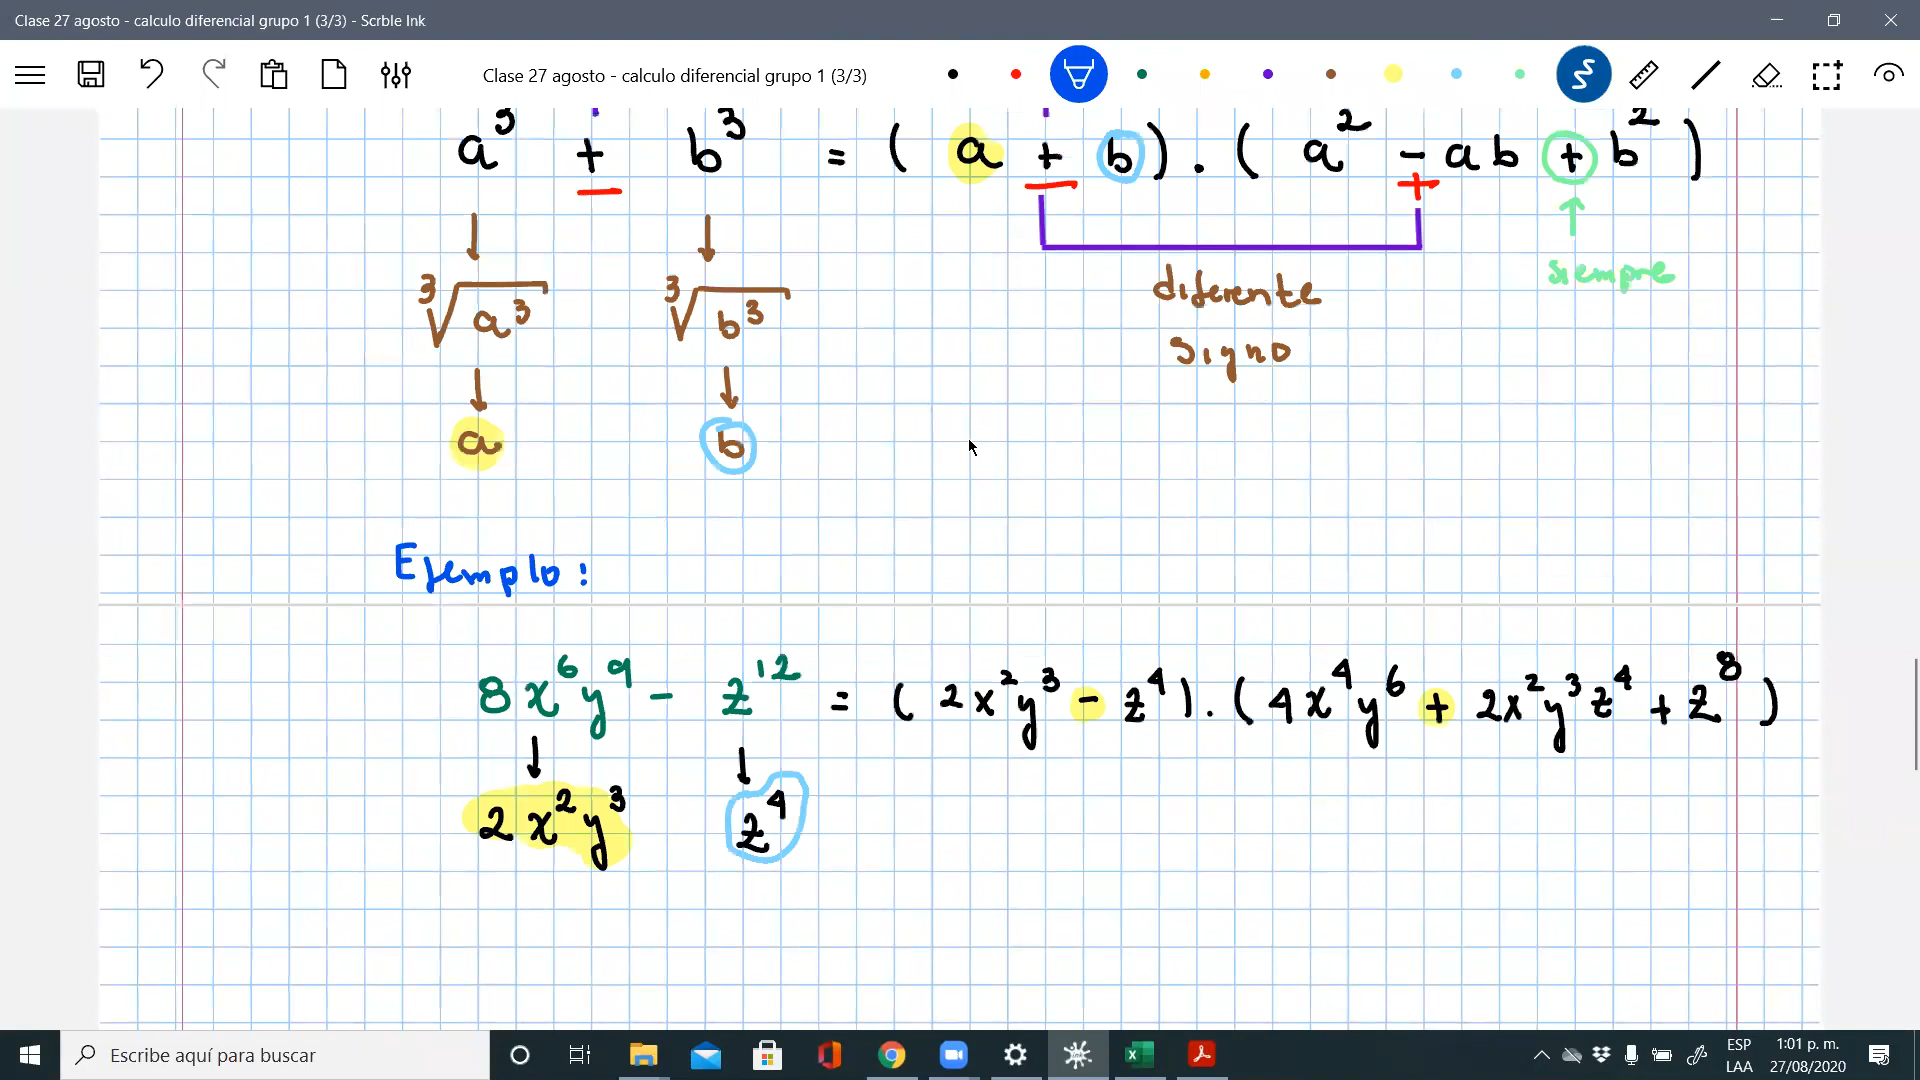 Clase 27 agosto - calculo diferencial grupo 1 (3/3) - Scrble Ink
Clase 27 agosto - calculo diferencial grupo 1 (3/3)
a³ + b³ = ( a + b ) . ( a² - ab + b² )
³√a³ ³√b³
diferente
signo
siempre
a b
Ejemplo:
8x⁶y⁹ - z¹² = ( 2x²y³ - z⁴ ) . ( 4x⁴y⁶ + 2x²y³z⁴ + z⁸ )
2x²y³ z⁴
Escribe aquí para buscar
ESP
LAA
1:01 p. m.
27/08/2020